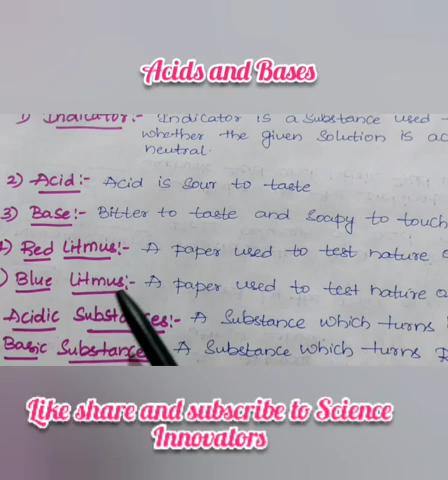 Acids and Bases
1) Indicator:- Indicator is a substance used
whether the given solution is ac
neutral.
2) Acid:- Acid is sour to taste
3) Base:- Bitter to taste and soapy to touch
) Red Litmus:- A paper used to test nature o
) Blue Litmus:- A paper used to test nature o
Acidic Substances:- A Substance which turns
Basic Substance A Substance which turns
Like share and subscribe to Science
Innovators